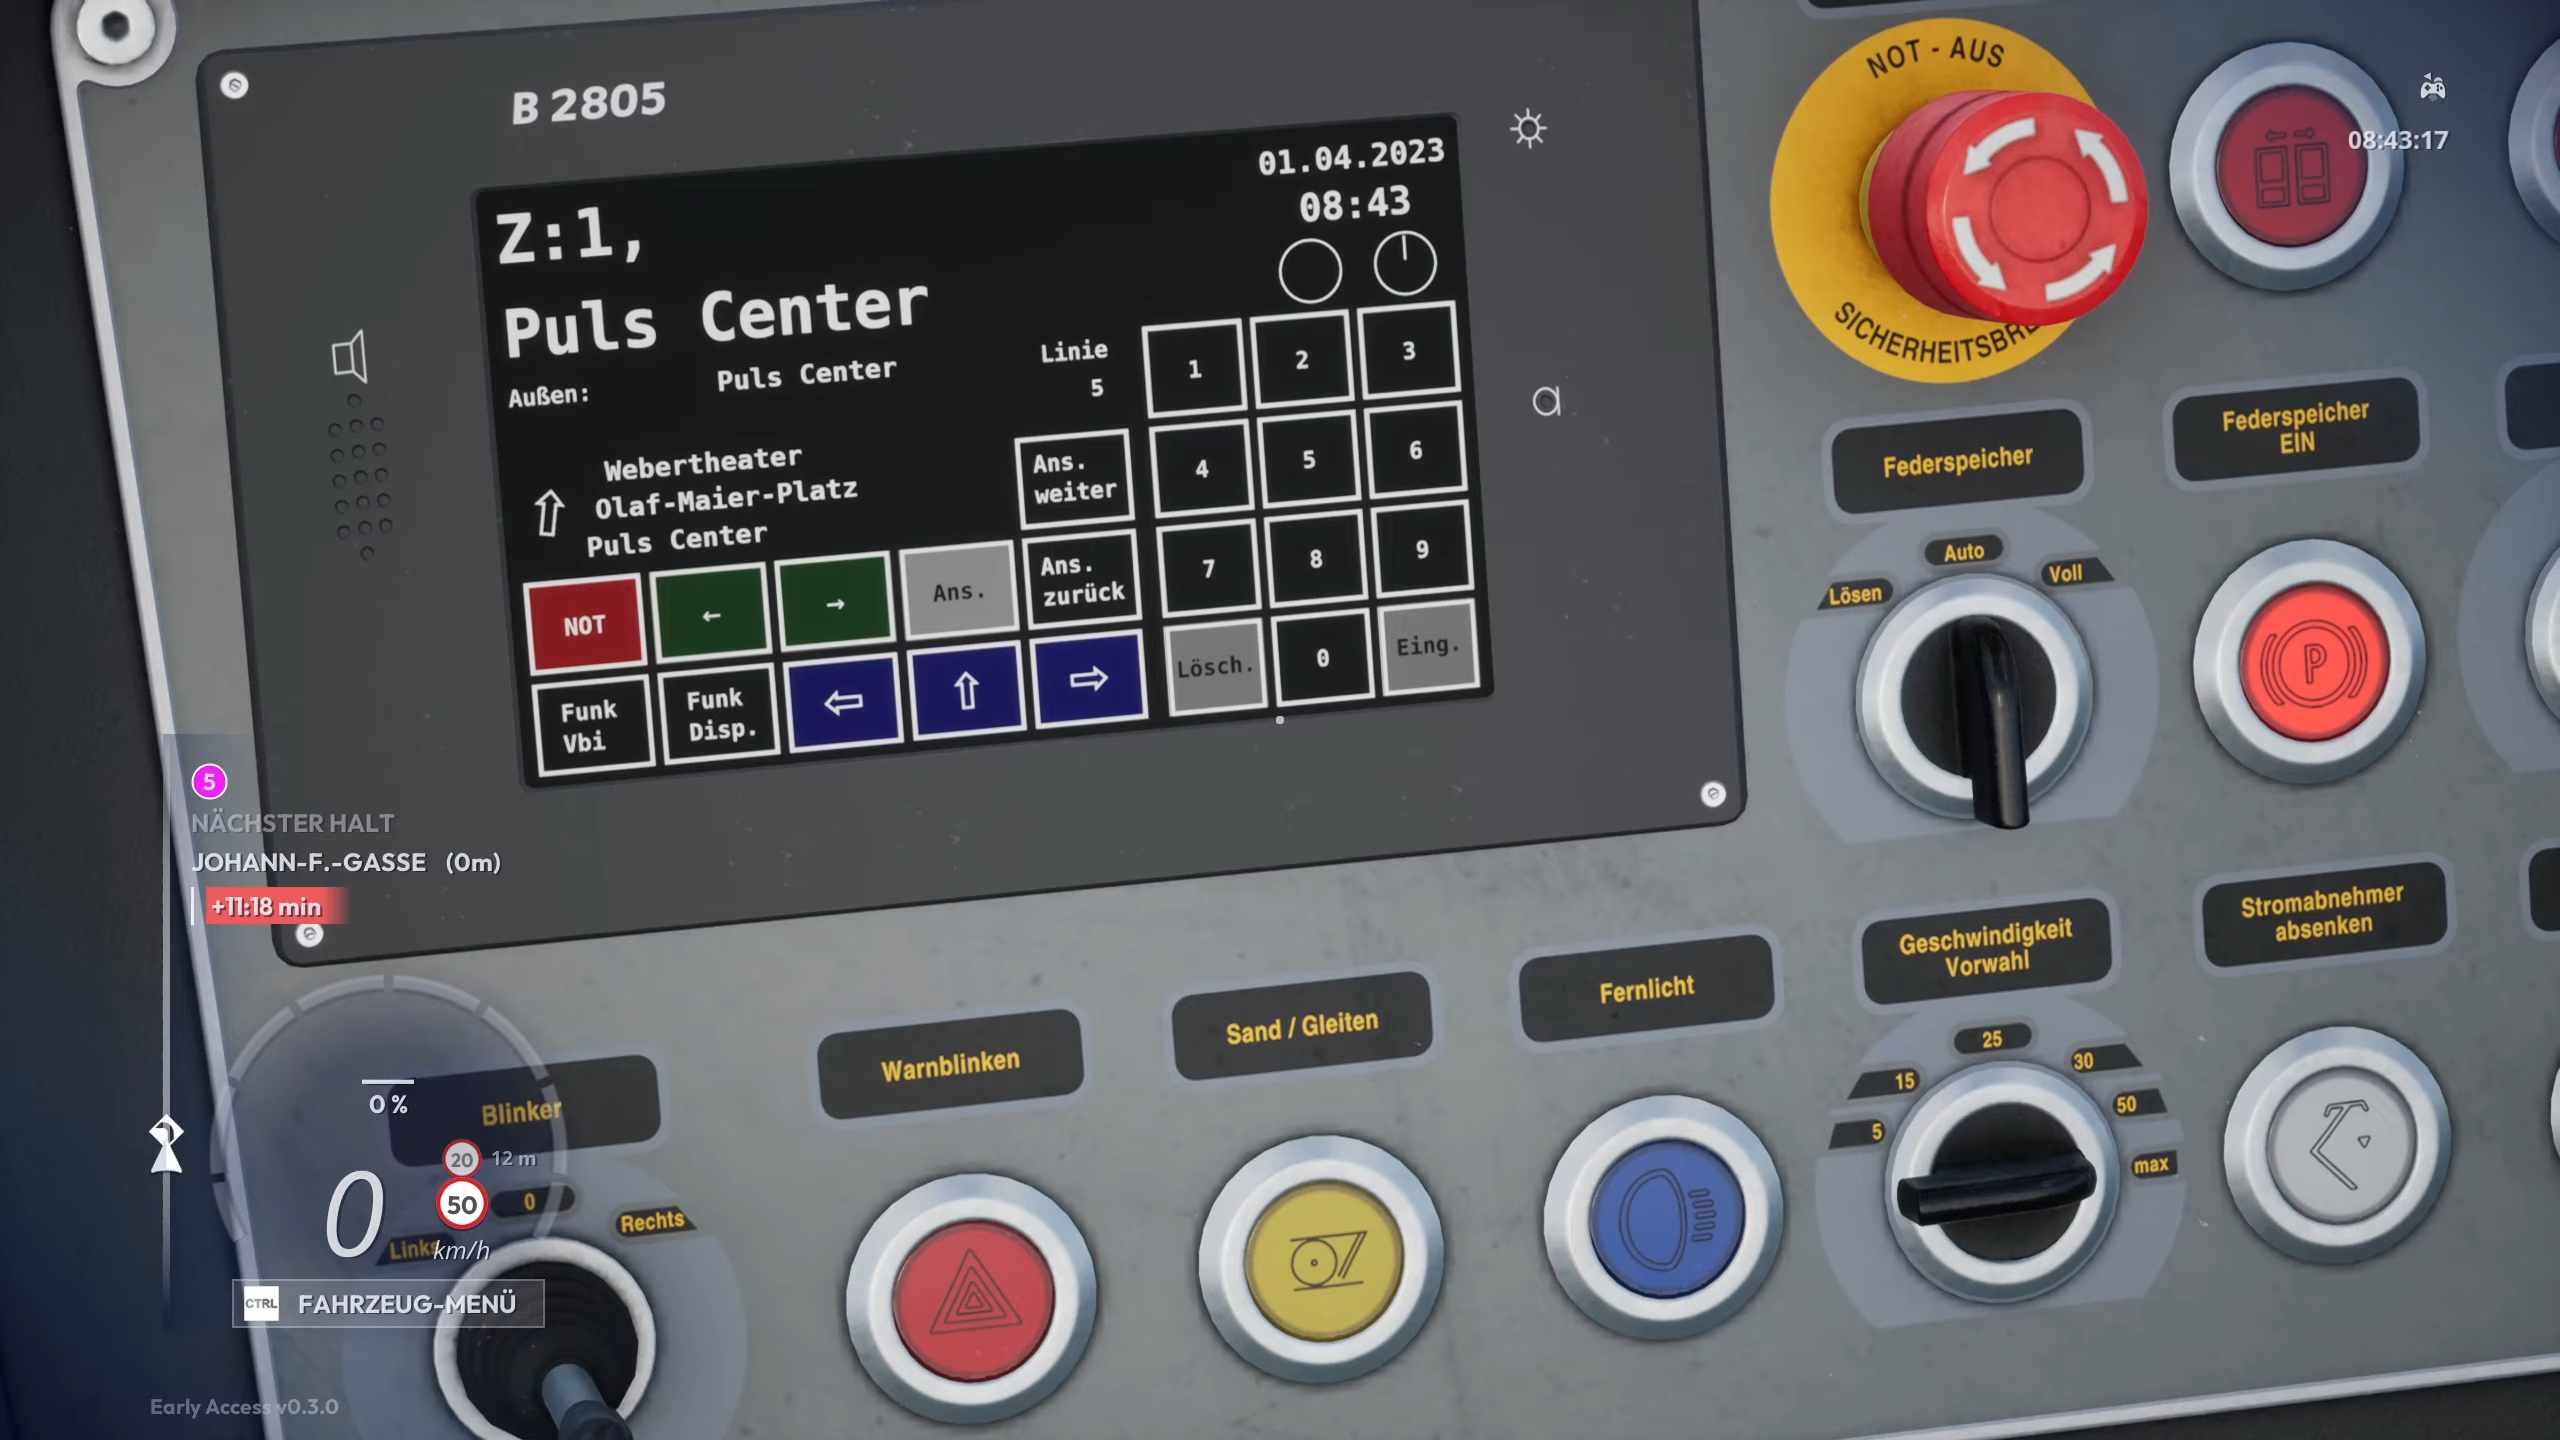 B 2805
01.04.2023
08:43
Z:1,
Puls Center
Außen:
Puls Center
Linie
5
Webertheater
Olaf-Maier-Platz
Puls Center
Ans.
weiter
Ans.
zurück
1
2
3
4
5
6
7
8
9
Lösch.
0
Eing.
NOT
←
→
Ans.
Funk
Vbi
Funk
Disp.
⇦
⇧
⇨
NOT - AUS
08:43:17
Federspeicher
Federspeicher
EIN
Lösen
Auto
Voll
P
Geschwindigkeit
Vorwahl
5
15
25
30
50
max
Stromabnehmer
absenken
Blinker
Links
0
Rechts
Warnblinken
Sand / Gleiten
Fernlicht
5
NÄCHSTER HALT
JOHANN-F.-GASSE (0m)
+11:18 min
0 %
20 12 m
0 50
km/h
CTRL FAHRZEUG-MENÜ
Early Access v0.3.0